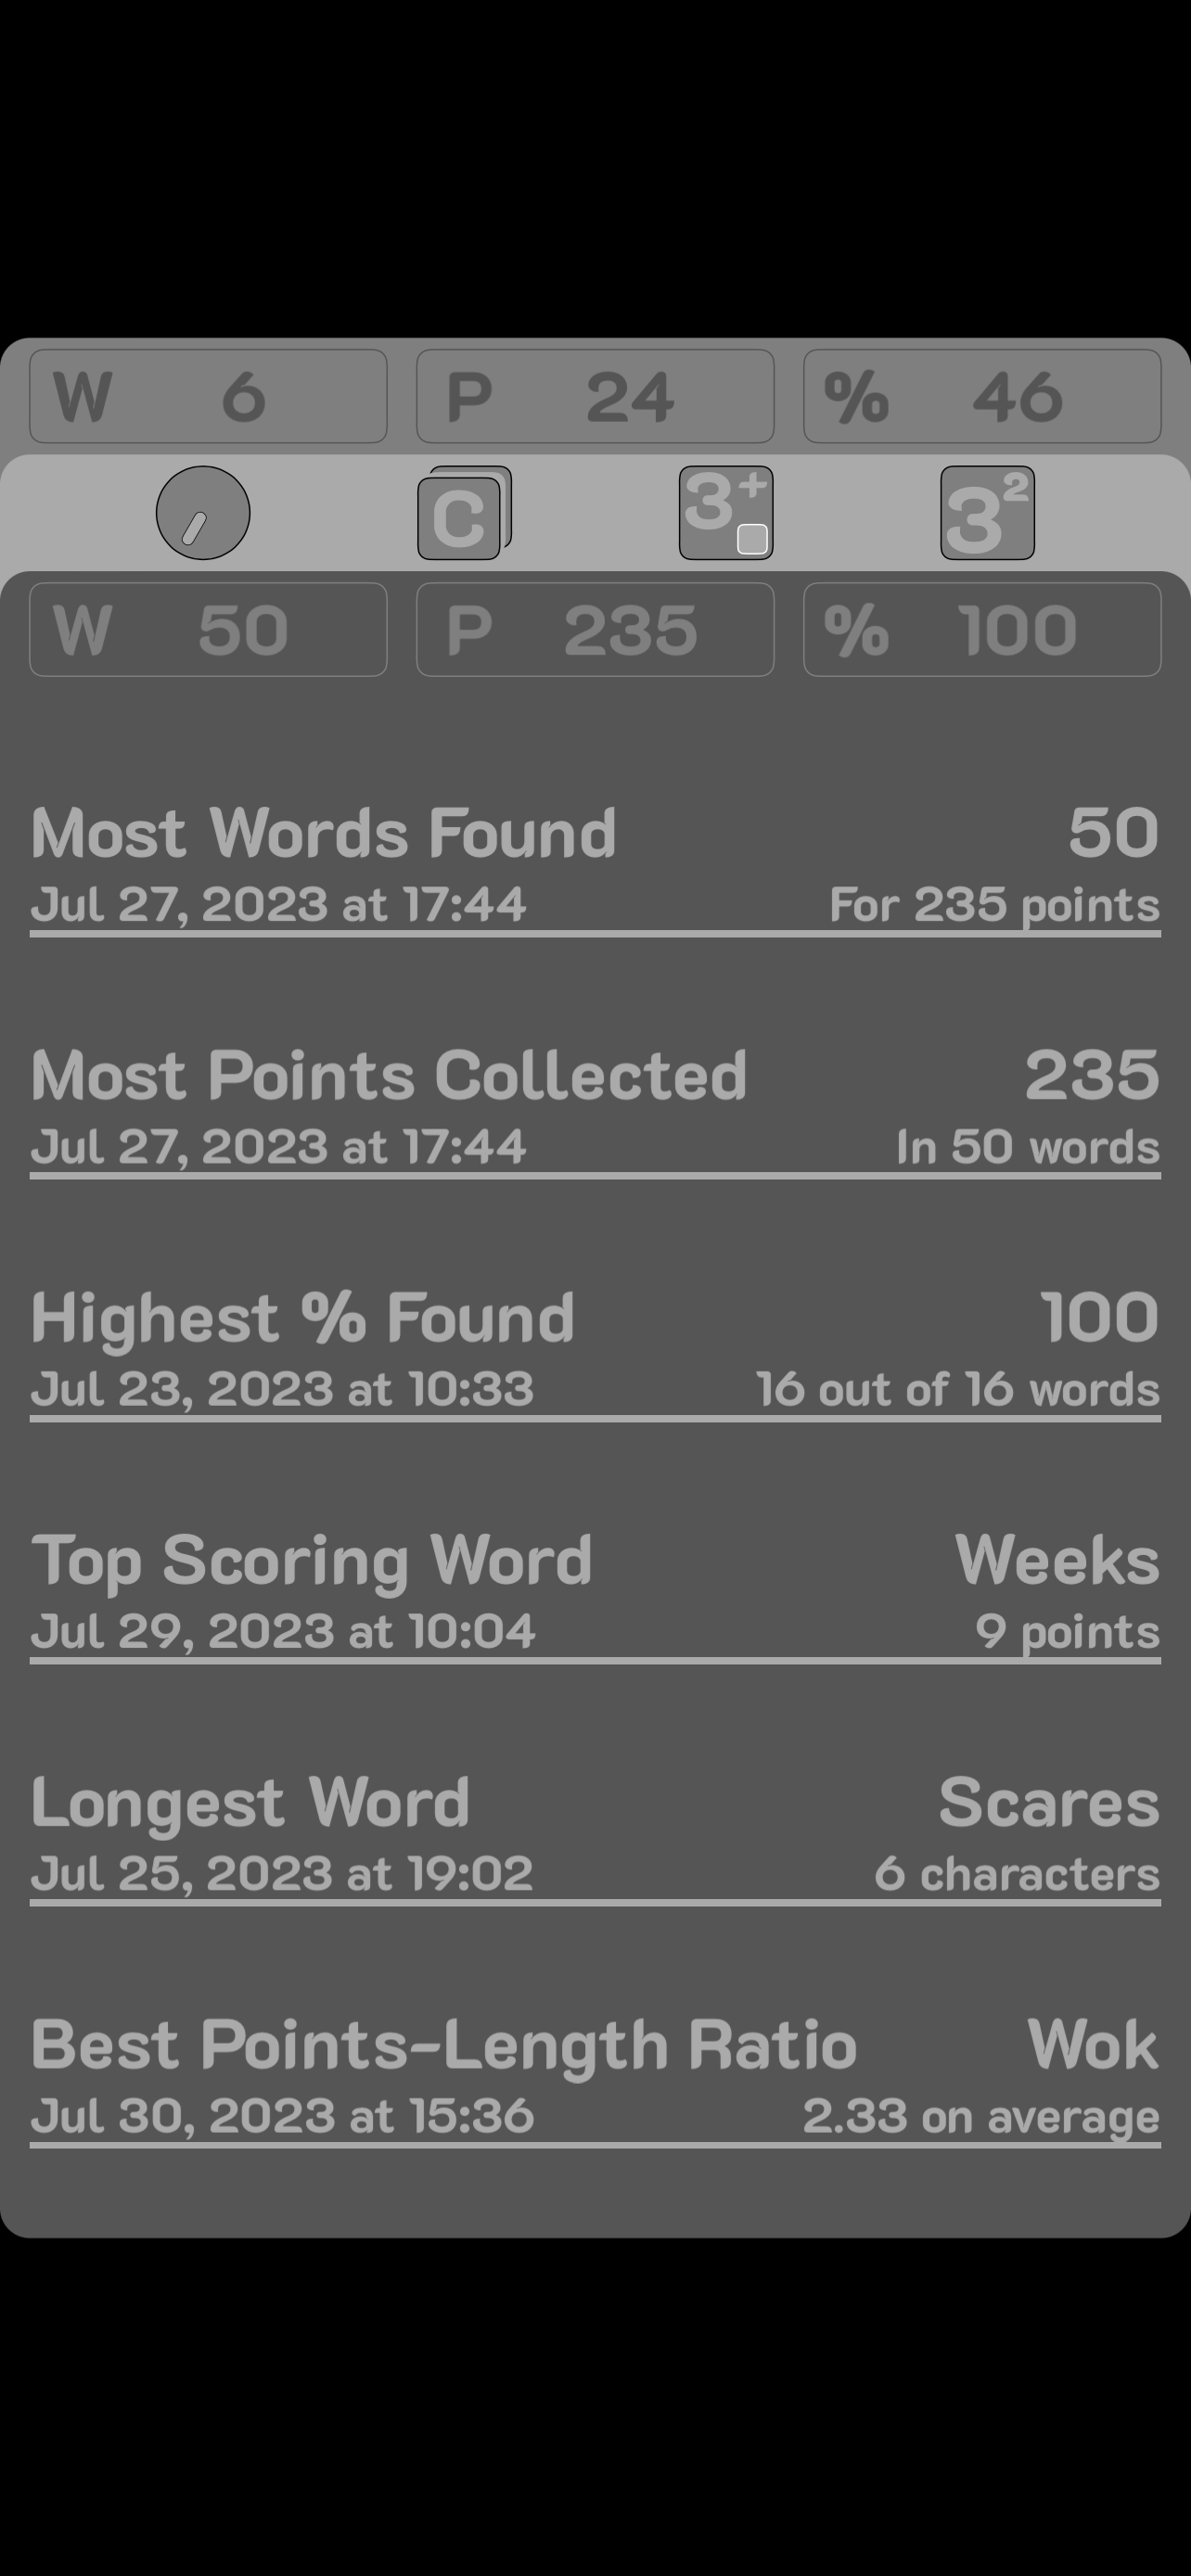 W 6 P 24 % 46
C 3+ 3²
W 50 P 235 % 100
Most Words Found 50
Jul 27, 2023 at 17:44 For 235 points
Most Points Collected 235
Jul 27, 2023 at 17:44 In 50 words
Highest % Found 100
Jul 23, 2023 at 10:33 16 out of 16 words
Top Scoring Word Weeks
Jul 29, 2023 at 10:04 9 points
Longest Word Scares
Jul 25, 2023 at 19:02 6 characters
Best Points-Length Ratio Wok
Jul 30, 2023 at 15:36 2.33 on average